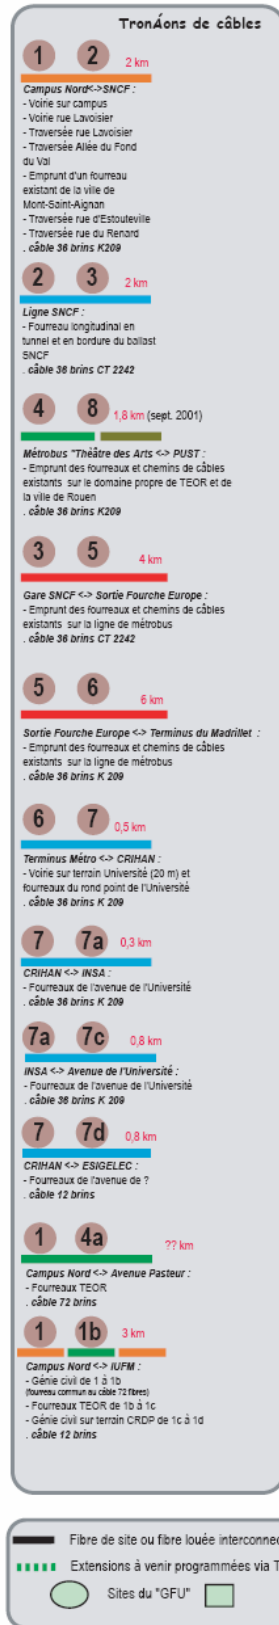 TronÁons de câbles
1 2 2 km
Campus Nord<->SNCF :
- Voirie sur campus
- Voirie rue Lavoisier
- Traversée rue Lavoisier
- Traversée Allée du Fond
du Val
- Emprunt d'un fourreau
existant de la ville de
Mont-Saint-Aignan
- Traversée rue d'Estouteville
- Traversée rue du Renard
. câble 36 brins K209
2 3 2 km
Ligne SNCF :
- Fourreau longitudinal en
tunnel et en bordure du ballast
SNCF
. câble 36 brins CT 2242
4 8 1,8 km (sept. 2001)
Métrobus "Théâtre des Arts <-> PUST :
- Emprunt des fourreaux et chemins de câbles
existants sur le domaine propre de TEOR et de
la ville de Rouen
. câble 36 brins K209
3 5 4 km
Gare SNCF <-> Sortie Fourche Europe :
- Emprunt des fourreaux et chemins de câbles
existants sur la ligne de métrobus
. câble 36 brins CT 2242
5 6 6 km
Sortie Fourche Europe <-> Terminus du Madrillet :
- Emprunt des fourreaux et chemins de câbles
existants sur la ligne de métrobus
. câble 36 brins K 209
6 7 0,5 km
Terminus Métro <-> CRIHAN :
- Voirie sur terrain Université (20 m) et
fourreaux du rond point de l'Université
. câble 36 brins K 209
7 7a 0,3 km
CRIHAN <-> INSA :
- Fourreaux de l'avenue de l'Université
. câble 36 brins K 209
7a 7c 0,8 km
INSA <-> Avenue de l'Université :
- Fourreaux de l'avenue de l'Université
. câble 36 brins K 209
7 7d 0,8 km
CRIHAN <-> ESIGELEC :
- Fourreaux de l'avenue de ?
. câble 12 brins
1 4a ?? km
Campus Nord <-> Avenue Pasteur :
- Fourreaux TEOR
. câble 72 brins
1 1b 3 km
Campus Nord <-> IUFM :
- Génie civil de 1 à 1b
(fourreau commun au câble 72 fibres)
- Fourreaux TEOR de 1b à 1c
- Génie civil sur terrain CRDP de 1c à 1d
. câble 12 brins
Fibre de site ou fibre louée interconnec
Extensions à venir programmées via T
Sites du "GFU"